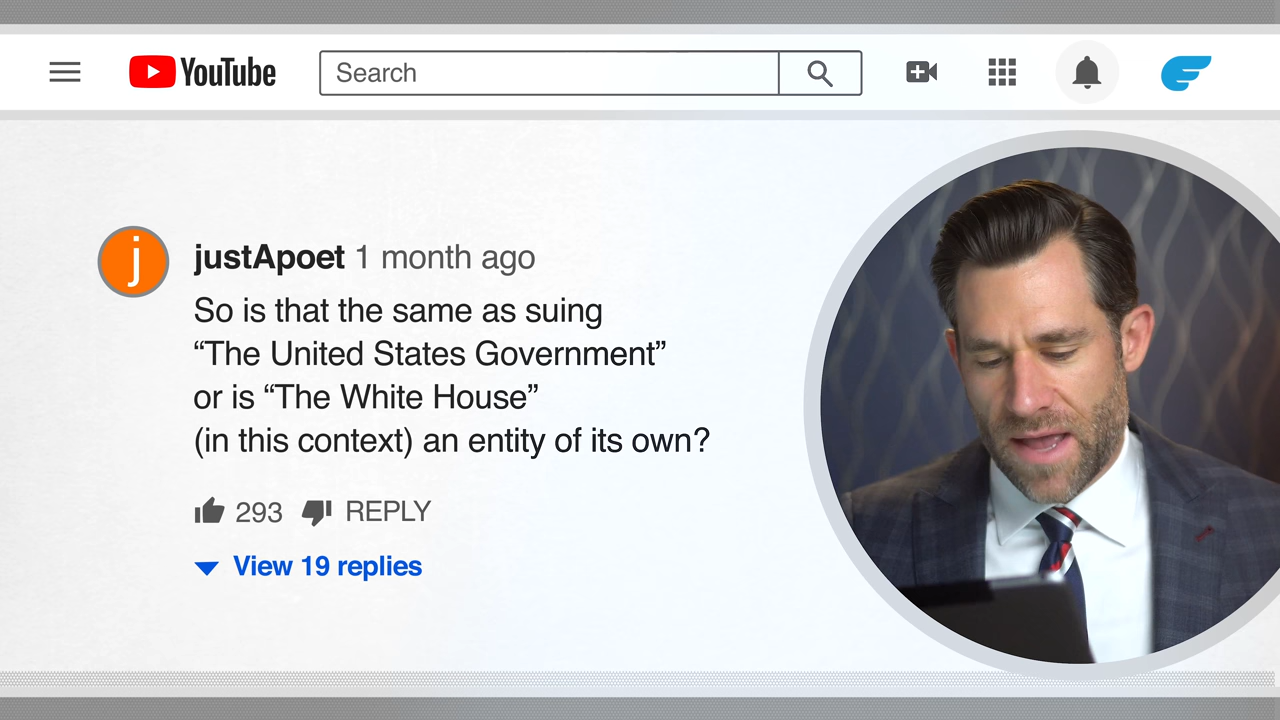 YouTube
Search
j
justApoet 1 month ago
So is that the same as suing
“The United States Government”
or is “The White House”
(in this context) an entity of its own?
293 REPLY
View 19 replies